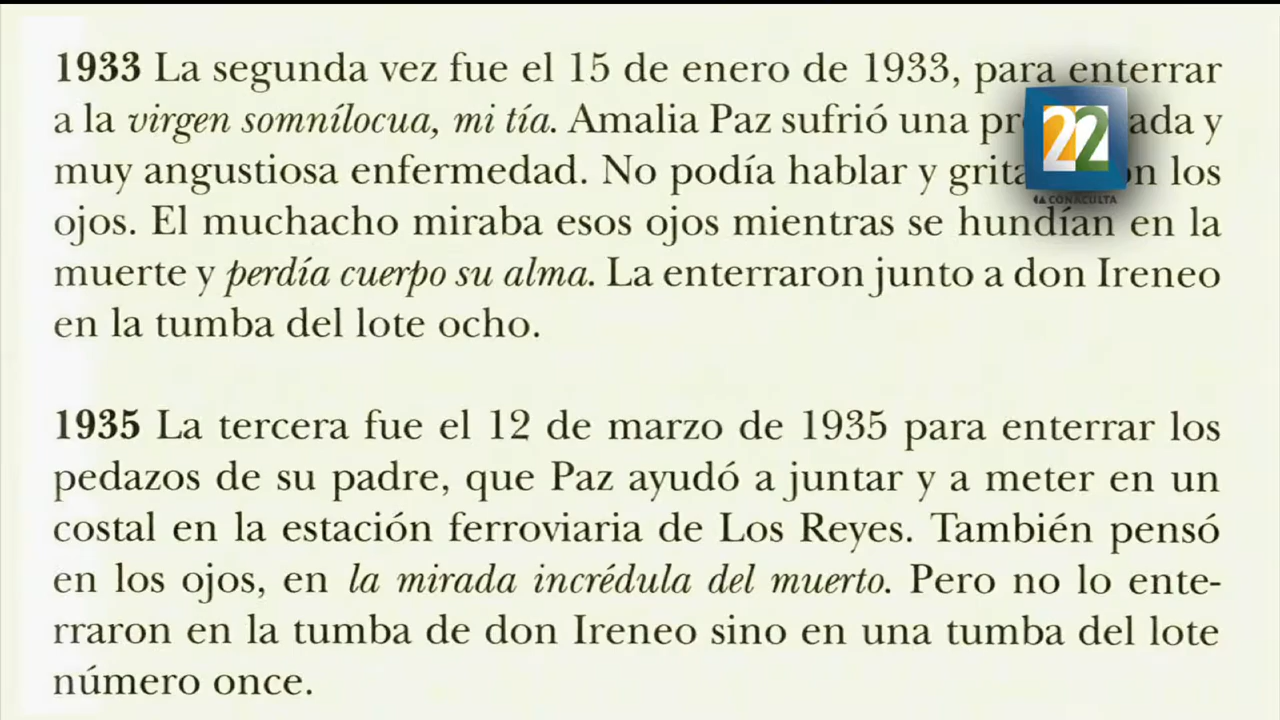 1933 La segunda vez fue el 15 de enero de 1933, para enterrar
a la virgen somnílocua, mi tía. Amalia Paz sufrió una y
muy angustiosa enfermedad. No podía hablar y los
ojos. El muchacho miraba esos ojos mientras se hundían en la
muerte y perdía cuerpo su alma. La enterraron junto a don Ireneo
en la tumba del lote ocho.
1935 La tercera fue el 12 de marzo de 1935 para enterrar los
pedazos de su padre, que Paz ayudó a juntar y a meter en un
costal en la estación ferroviaria de Los Reyes. También pensó
en los ojos, en la mirada incrédula del muerto. Pero no lo ente-
rraron en la tumba de don Ireneo sino en una tumba del lote
número once.
22
CONACULTA